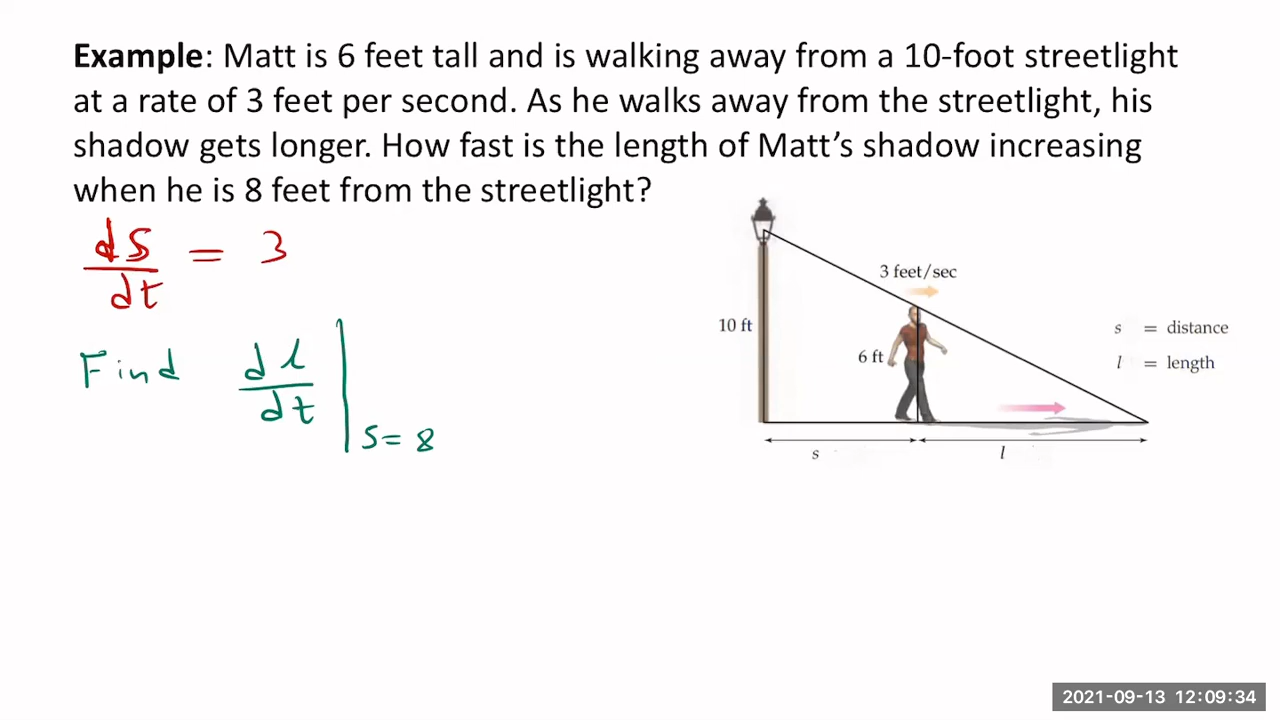 Example: Matt is 6 feet tall and is walking away from a 10-foot streetlight
at a rate of 3 feet per second. As he walks away from the streetlight, his
shadow gets longer. How fast is the length of Matt’s shadow increasing
when he is 8 feet from the streetlight?
ds/dt = 3
3 feet/sec
10 ft
s = distance
6 ft
l = length
Find dl/dt | s=8
s
l
2021-09-13 12:09:34